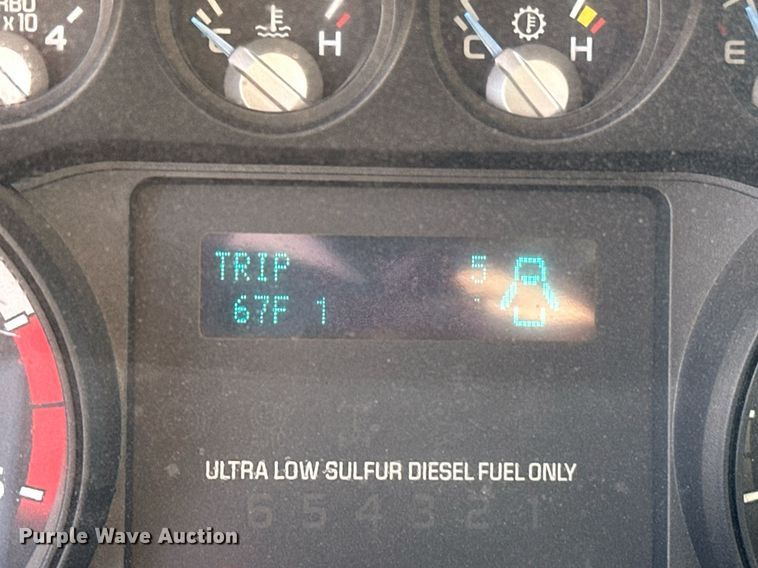 RBO
x10
4
C H
C H
E
TRIP 5
67F 1
ULTRA LOW SULFUR DIESEL FUEL ONLY
6 5 4 3 2 1
Purple Wave Auction